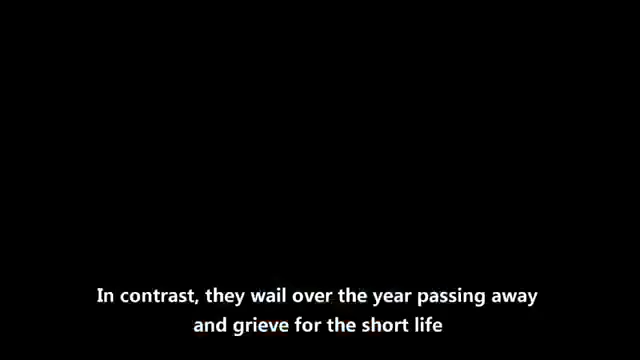 In contrast, they wail over the year passing away
and grieve for the short life